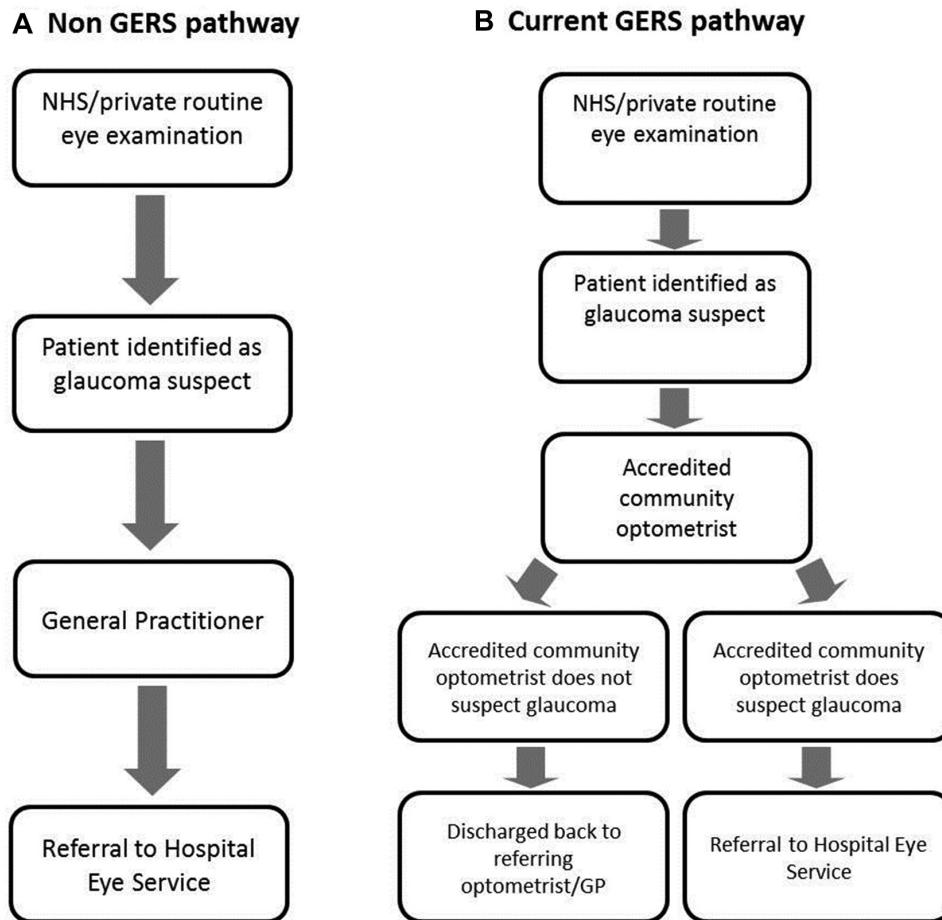 A Non GERS pathway
NHS/private routine
eye examination
Patient identified as
glaucoma suspect
General Practitioner
Referral to Hospital
Eye Service
B Current GERS pathway
NHS/private routine
eye examination
Patient identified as
glaucoma suspect
Accredited
community
optometrist
Accredited community
optometrist does not
suspect glaucoma
Accredited community
optometrist does
suspect glaucoma
Discharged back to
referring
optometrist/GP
Referral to Hospital Eye
Service